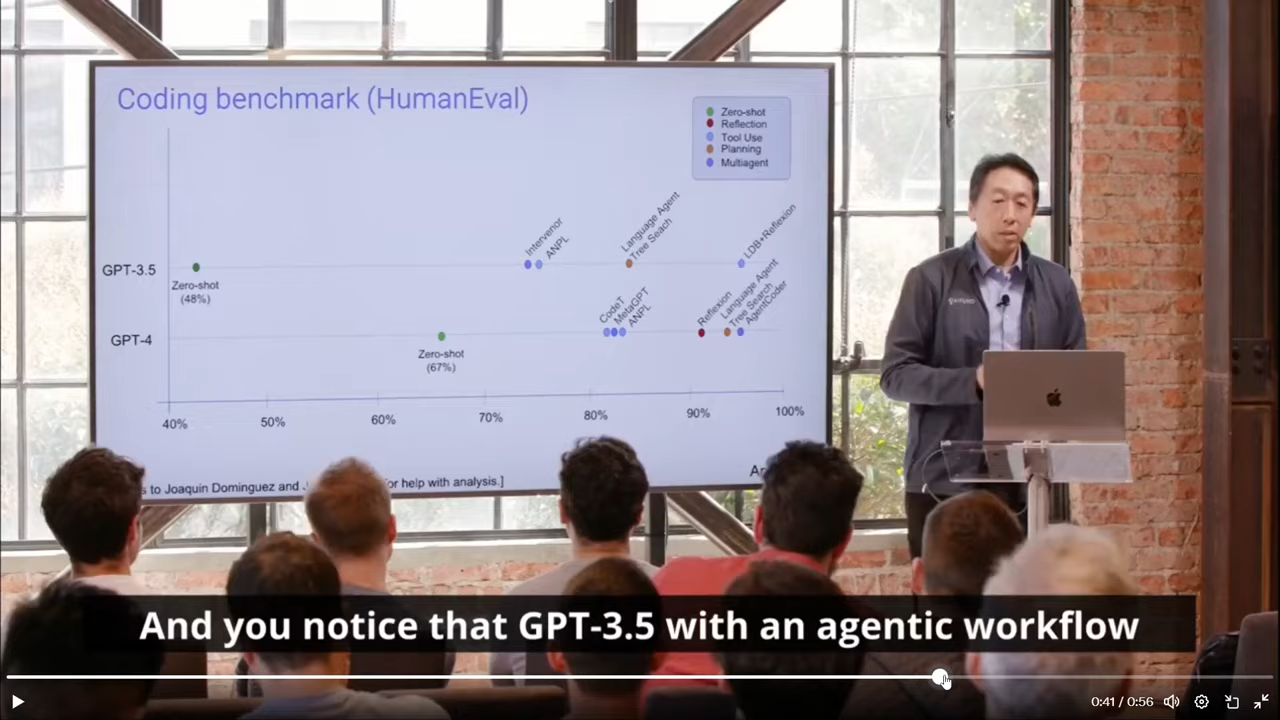 Coding benchmark (HumanEval)
Zero-shot
Reflection
Tool Use
Planning
Multiagent
GPT-3.5
Zero-shot
(48%)
Intervenor
ANPL
Language Agent
Tree Seach
LDB+Reflexion
GPT-4
Zero-shot
(67%)
CodeT
MetaGPT
ANPL
Reflexion
Language Agent
Tree Search
AgentCoder
40%
50%
60%
70%
80%
90%
100%
to Joaquin Dominguez and
for help with analysis.]
And you notice that GPT-3.5 with an agentic workflow
0:41 / 0:56